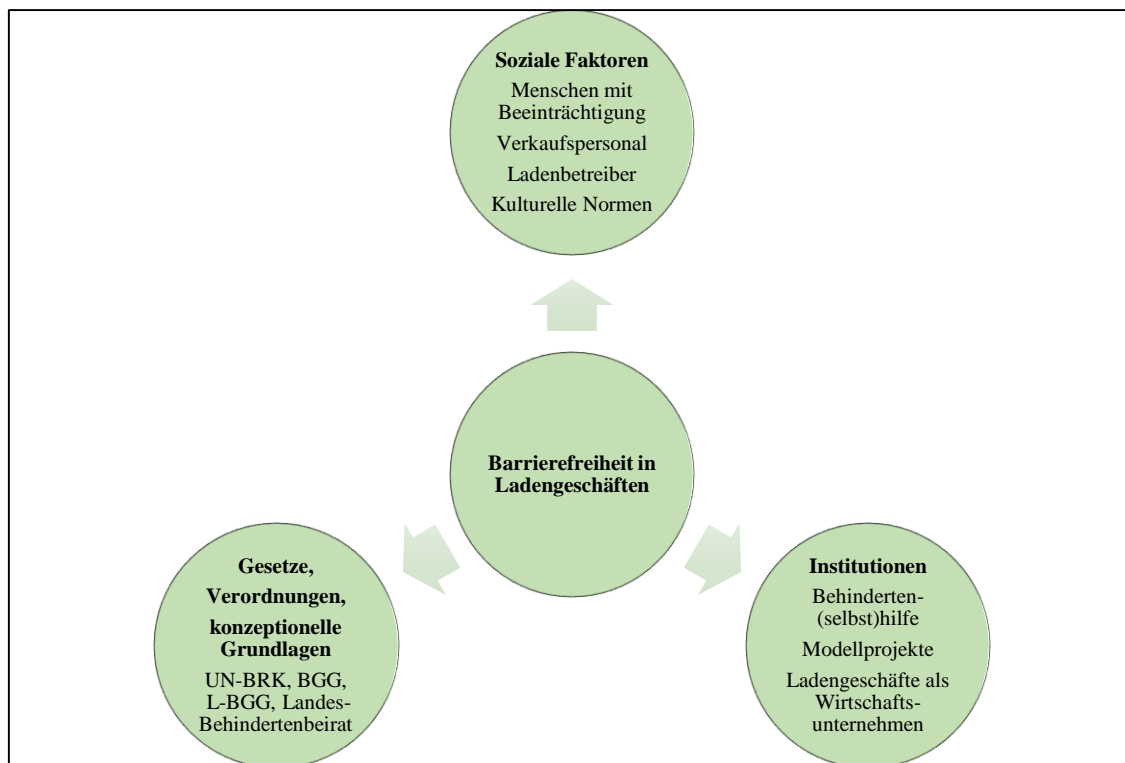 Soziale Faktoren
Menschen mit
Beeinträchtigung
Verkaufspersonal
Ladenbetreiber
Kulturelle Normen
Barrierefreiheit in
Ladengeschäften
Gesetze,
Verordnungen,
konzeptionelle
Grundlagen
UN-BRK, BGG,
L-BGG, Landes-
Behindertenbeirat
Institutionen
Behinderten-
(selbst)hilfe
Modellprojekte
Ladengeschäfte als
Wirtschafts-
unternehmen